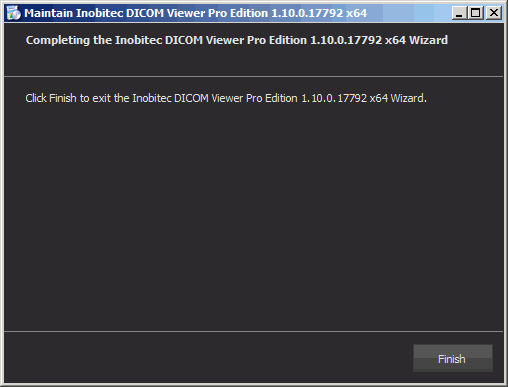 Maintain Inobitec DICOM Viewer Pro Edition 1.10.0.17792 x64
Completing the Inobitec DICOM Viewer Pro Edition 1.10.0.17792 x64 Wizard
Click Finish to exit the Inobitec DICOM Viewer Pro Edition 1.10.0.17792 x64 Wizard.
Finish